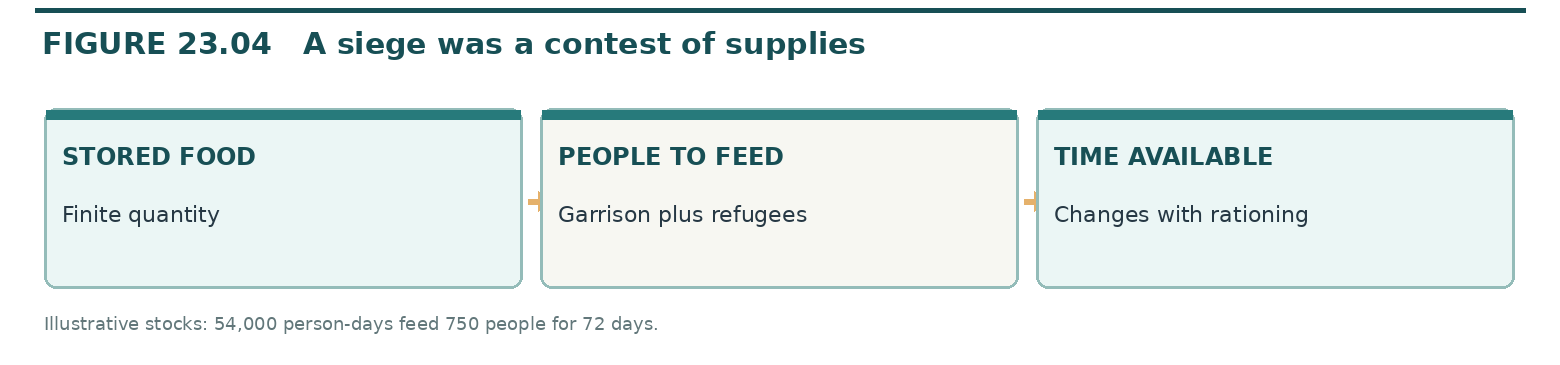 FIGURE 23.04 A siege was a contest of supplies
STORED FOOD
Finite quantity
PEOPLE TO FEED
Garrison plus refugees
TIME AVAILABLE
Changes with rationing
Illustrative stocks: 54,000 person-days feed 750 people for 72 days.